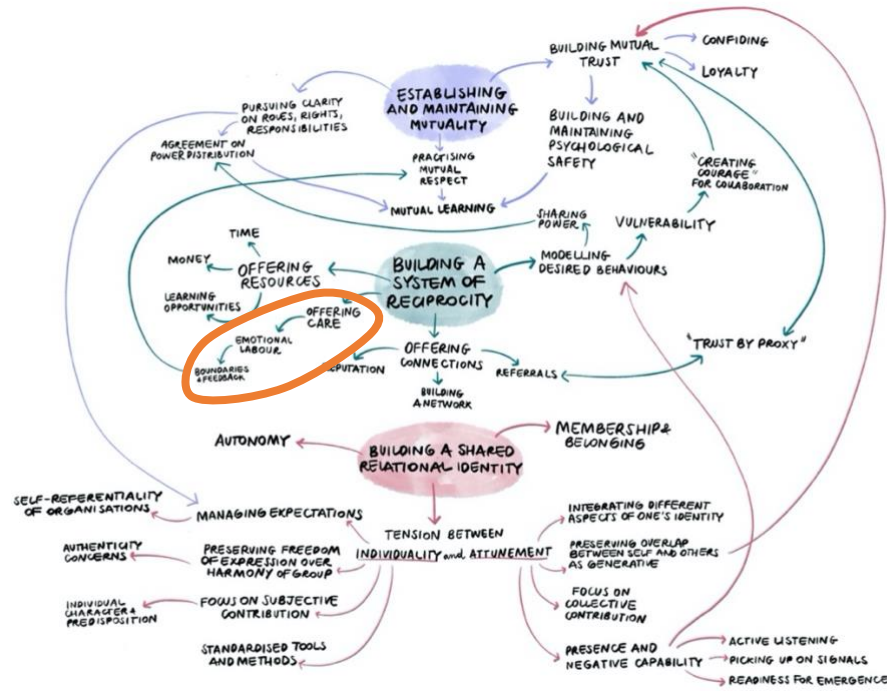 BUILDING MUTUAL
TRUST
CONFIDING
LOYALTY
ESTABLISHING
AND MAINTAINING
MUTUALITY
PURSUING CLARITY
ON ROLES, RIGHTS,
RESPONSIBILITIES
AGREEMENT ON
POWER DISTRIBUTION
PRACTISING
MUTUAL
RESPECT
MUTUAL LEARNING
BUILDING AND
MAINTAINING
PSYCHOLOGICAL
SAFETY
"CREATING
COURAGE"
FOR COLLABORATION
SHARING
POWER
VULNERABILITY
MODELLING
DESIRED BEHAVIOURS
TIME
MONEY
OFFERING
RESOURCES
LEARNING
OPPORTUNITIES
BUILDING A
SYSTEM OF
RECIPROCITY
OFFERING
CARE
EMOTIONAL
LABOUR
BOUNDARIES
& FEEDBACK
OFFERING
CONNECTIONS
PUTATION
REFERRALS
BUILDING
A NETWORK
"TRUST BY PROXY"
AUTONOMY
BUILDING A SHARED
RELATIONAL IDENTITY
MEMBERSHIP &
BELONGING
SELF-REFERENTIALITY
OF ORGANISATIONS
MANAGING EXPECTATIONS
TENSION BETWEEN
INDIVIDUALITY and ATTUNEMENT
INTEGRATING DIFFERENT
ASPECTS OF ONE'S IDENTITY
AUTHENTICITY
CONCERNS
PRESERVING FREEDOM
OF EXPRESSION OVER
HARMONY OF GROUP
PRESERVING OVERLAP
BETWEEN SELF AND OTHERS
AS GENERATIVE
INDIVIDUAL
CHARACTER &
PREDISPOSITION
FOCUS ON SUBJECTIVE
CONTRIBUTION
FOCUS ON
COLLECTIVE
CONTRIBUTION
STANDARDISED TOOLS
AND METHODS
PRESENCE AND
NEGATIVE CAPABILITY
ACTIVE LISTENING
PICKING UP ON SIGNALS
READINESS FOR EMERGENCE